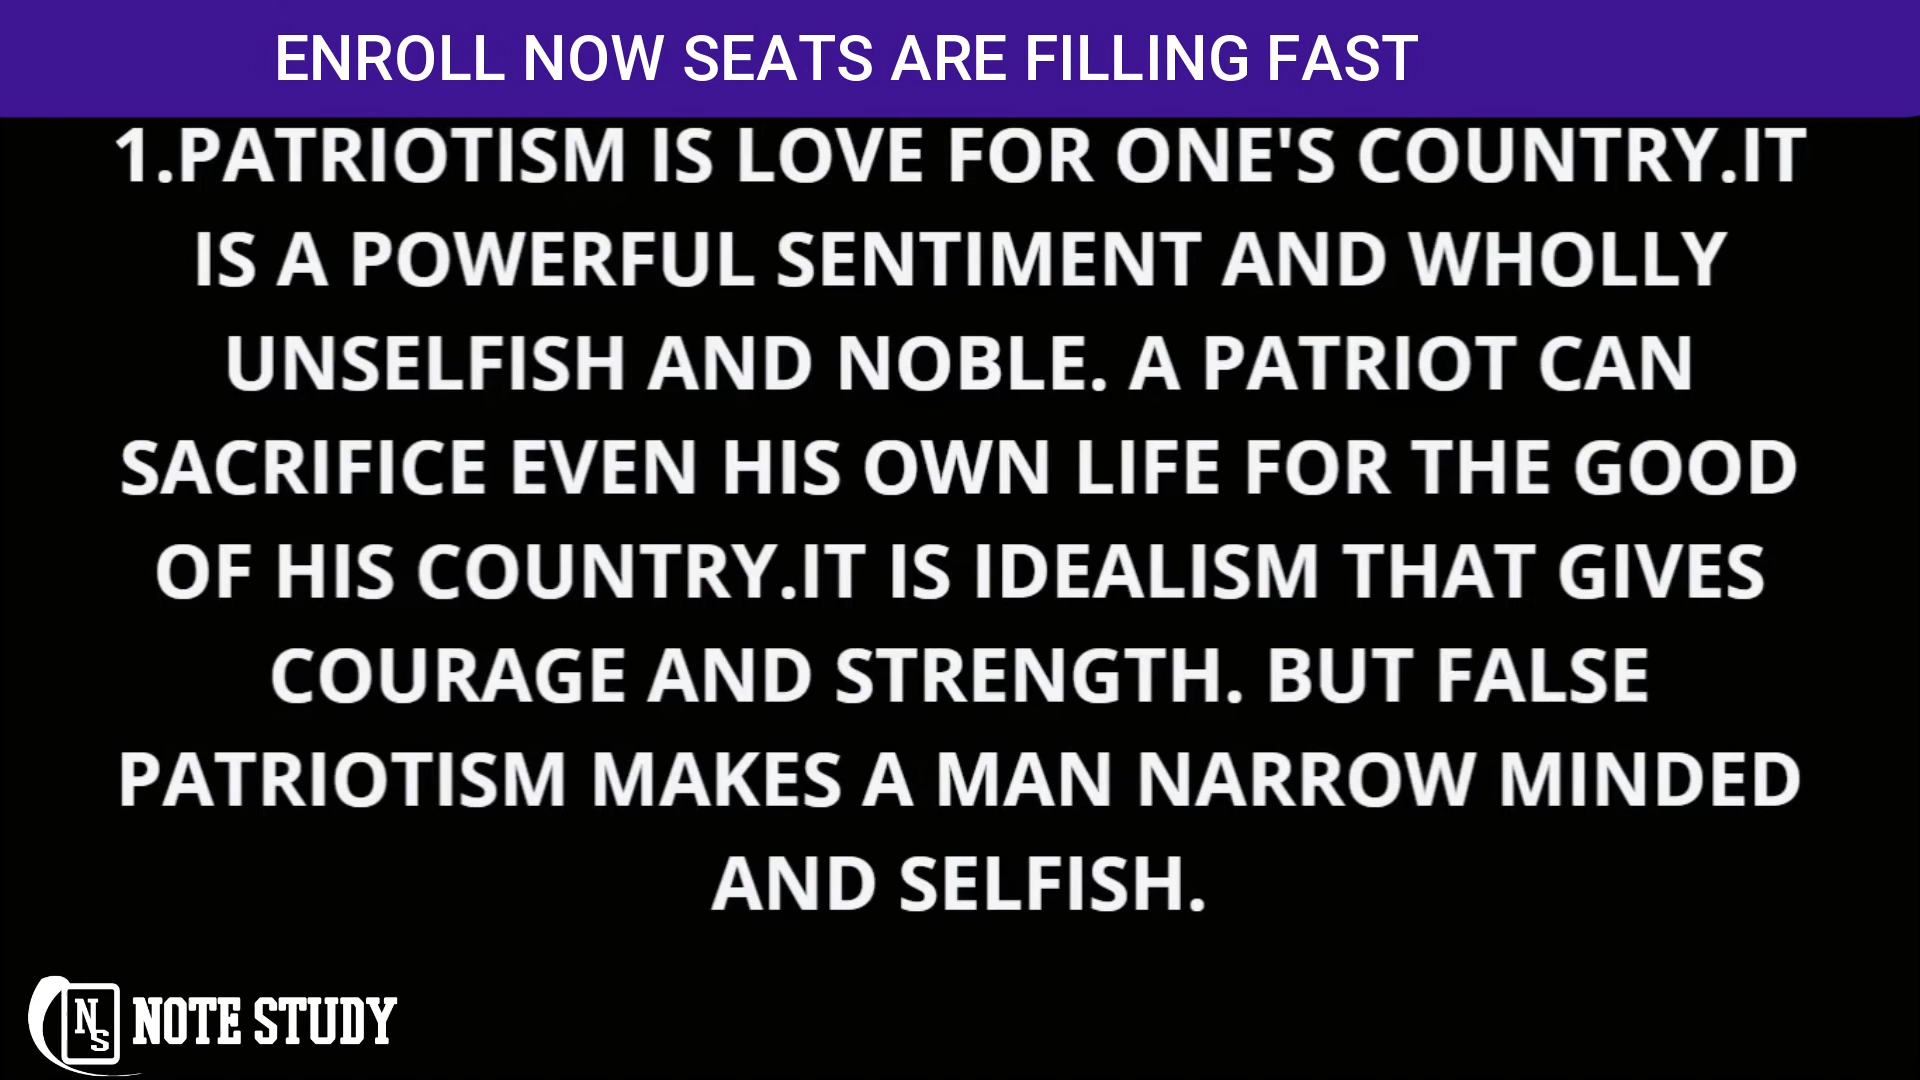 ENROLL NOW SEATS ARE FILLING FAST
1.PATRIOTISM IS LOVE FOR ONE'S COUNTRY.IT
IS A POWERFUL SENTIMENT AND WHOLLY
UNSELFISH AND NOBLE. A PATRIOT CAN
SACRIFICE EVEN HIS OWN LIFE FOR THE GOOD
OF HIS COUNTRY.IT IS IDEALISM THAT GIVES
COURAGE AND STRENGTH. BUT FALSE
PATRIOTISM MAKES A MAN NARROW MINDED
AND SELFISH.
NS NOTE STUDY